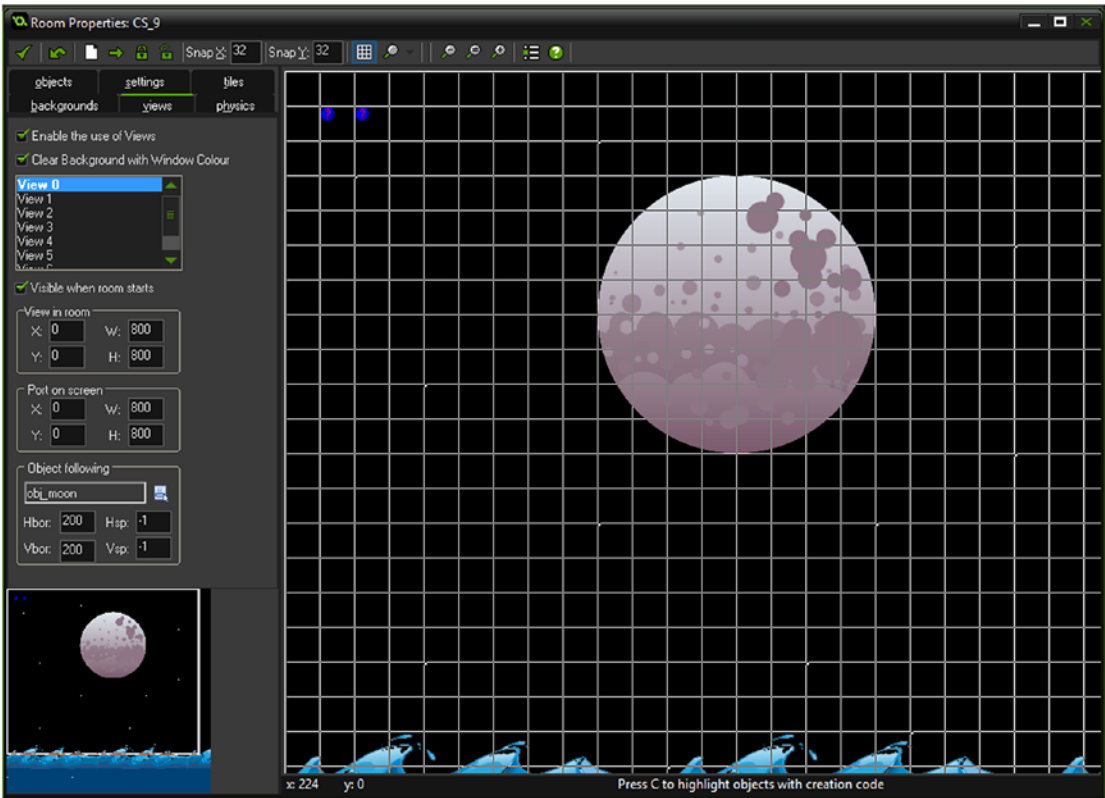 Room Properties: CS_9
Snap X: 32 Snap Y: 32
objects settings tiles
backgrounds views physics
Enable the use of Views
Clear Background with Window Colour
View 0
View 1
View 2
View 3
View 4
View 5
Visible when room starts
View in room
X: 0 W: 800
Y: 0 H: 800
Port on screen
X: 0 W: 800
Y: 0 H: 800
Object following
obj_moon
Hbor: 200 Hsp: -1
Vbor: 200 Vsp: -1
x: 224 y: 0 Press C to highlight objects with creation code